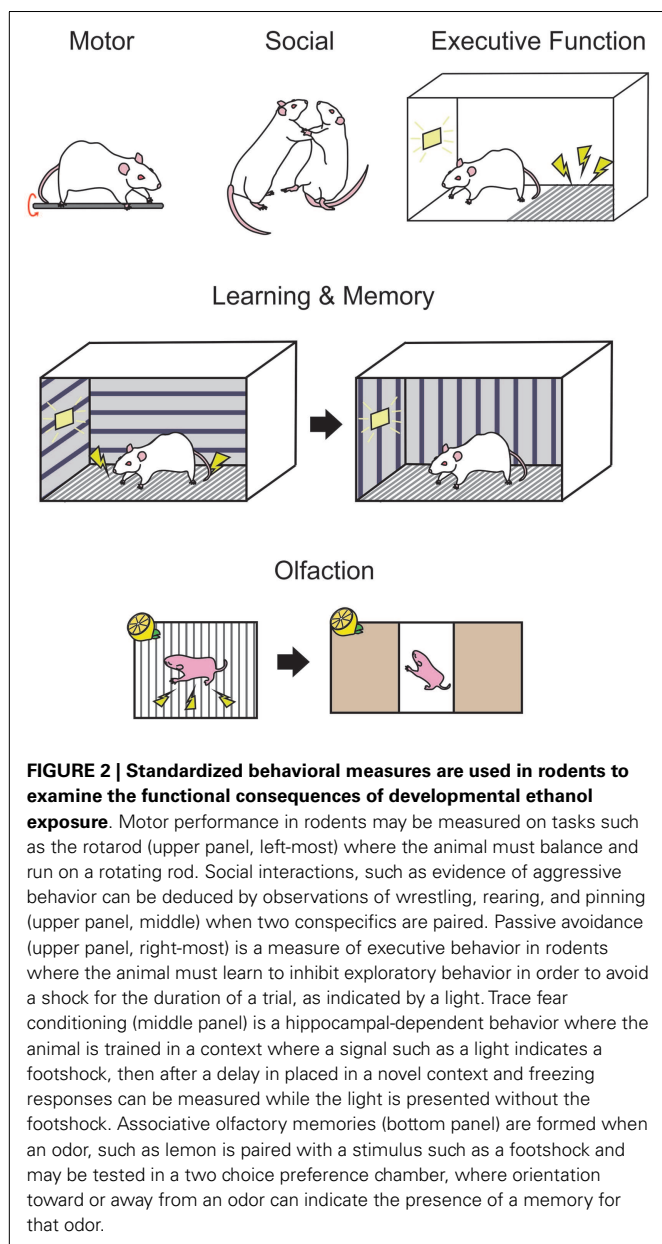 Motor Social Executive Function
Learning & Memory
Olfaction
FIGURE 2 | Standardized behavioral measures are used in rodents to
examine the functional consequences of developmental ethanol
exposure. Motor performance in rodents may be measured on tasks such
as the rotarod (upper panel, left-most) where the animal must balance and
run on a rotating rod. Social interactions, such as evidence of aggressive
behavior can be deduced by observations of wrestling, rearing, and pinning
(upper panel, middle) when two conspecifics are paired. Passive avoidance
(upper panel, right-most) is a measure of executive behavior in rodents
where the animal must learn to inhibit exploratory behavior in order to avoid
a shock for the duration of a trial, as indicated by a light. Trace fear
conditioning (middle panel) is a hippocampal-dependent behavior where the
animal is trained in a context where a signal such as a light indicates a
footshock, then after a delay in placed in a novel context and freezing
responses can be measured while the light is presented without the
footshock. Associative olfactory memories (bottom panel) are formed when
an odor, such as lemon is paired with a stimulus such as a footshock and
may be tested in a two choice preference chamber, where orientation
toward or away from an odor can indicate the presence of a memory for
that odor.